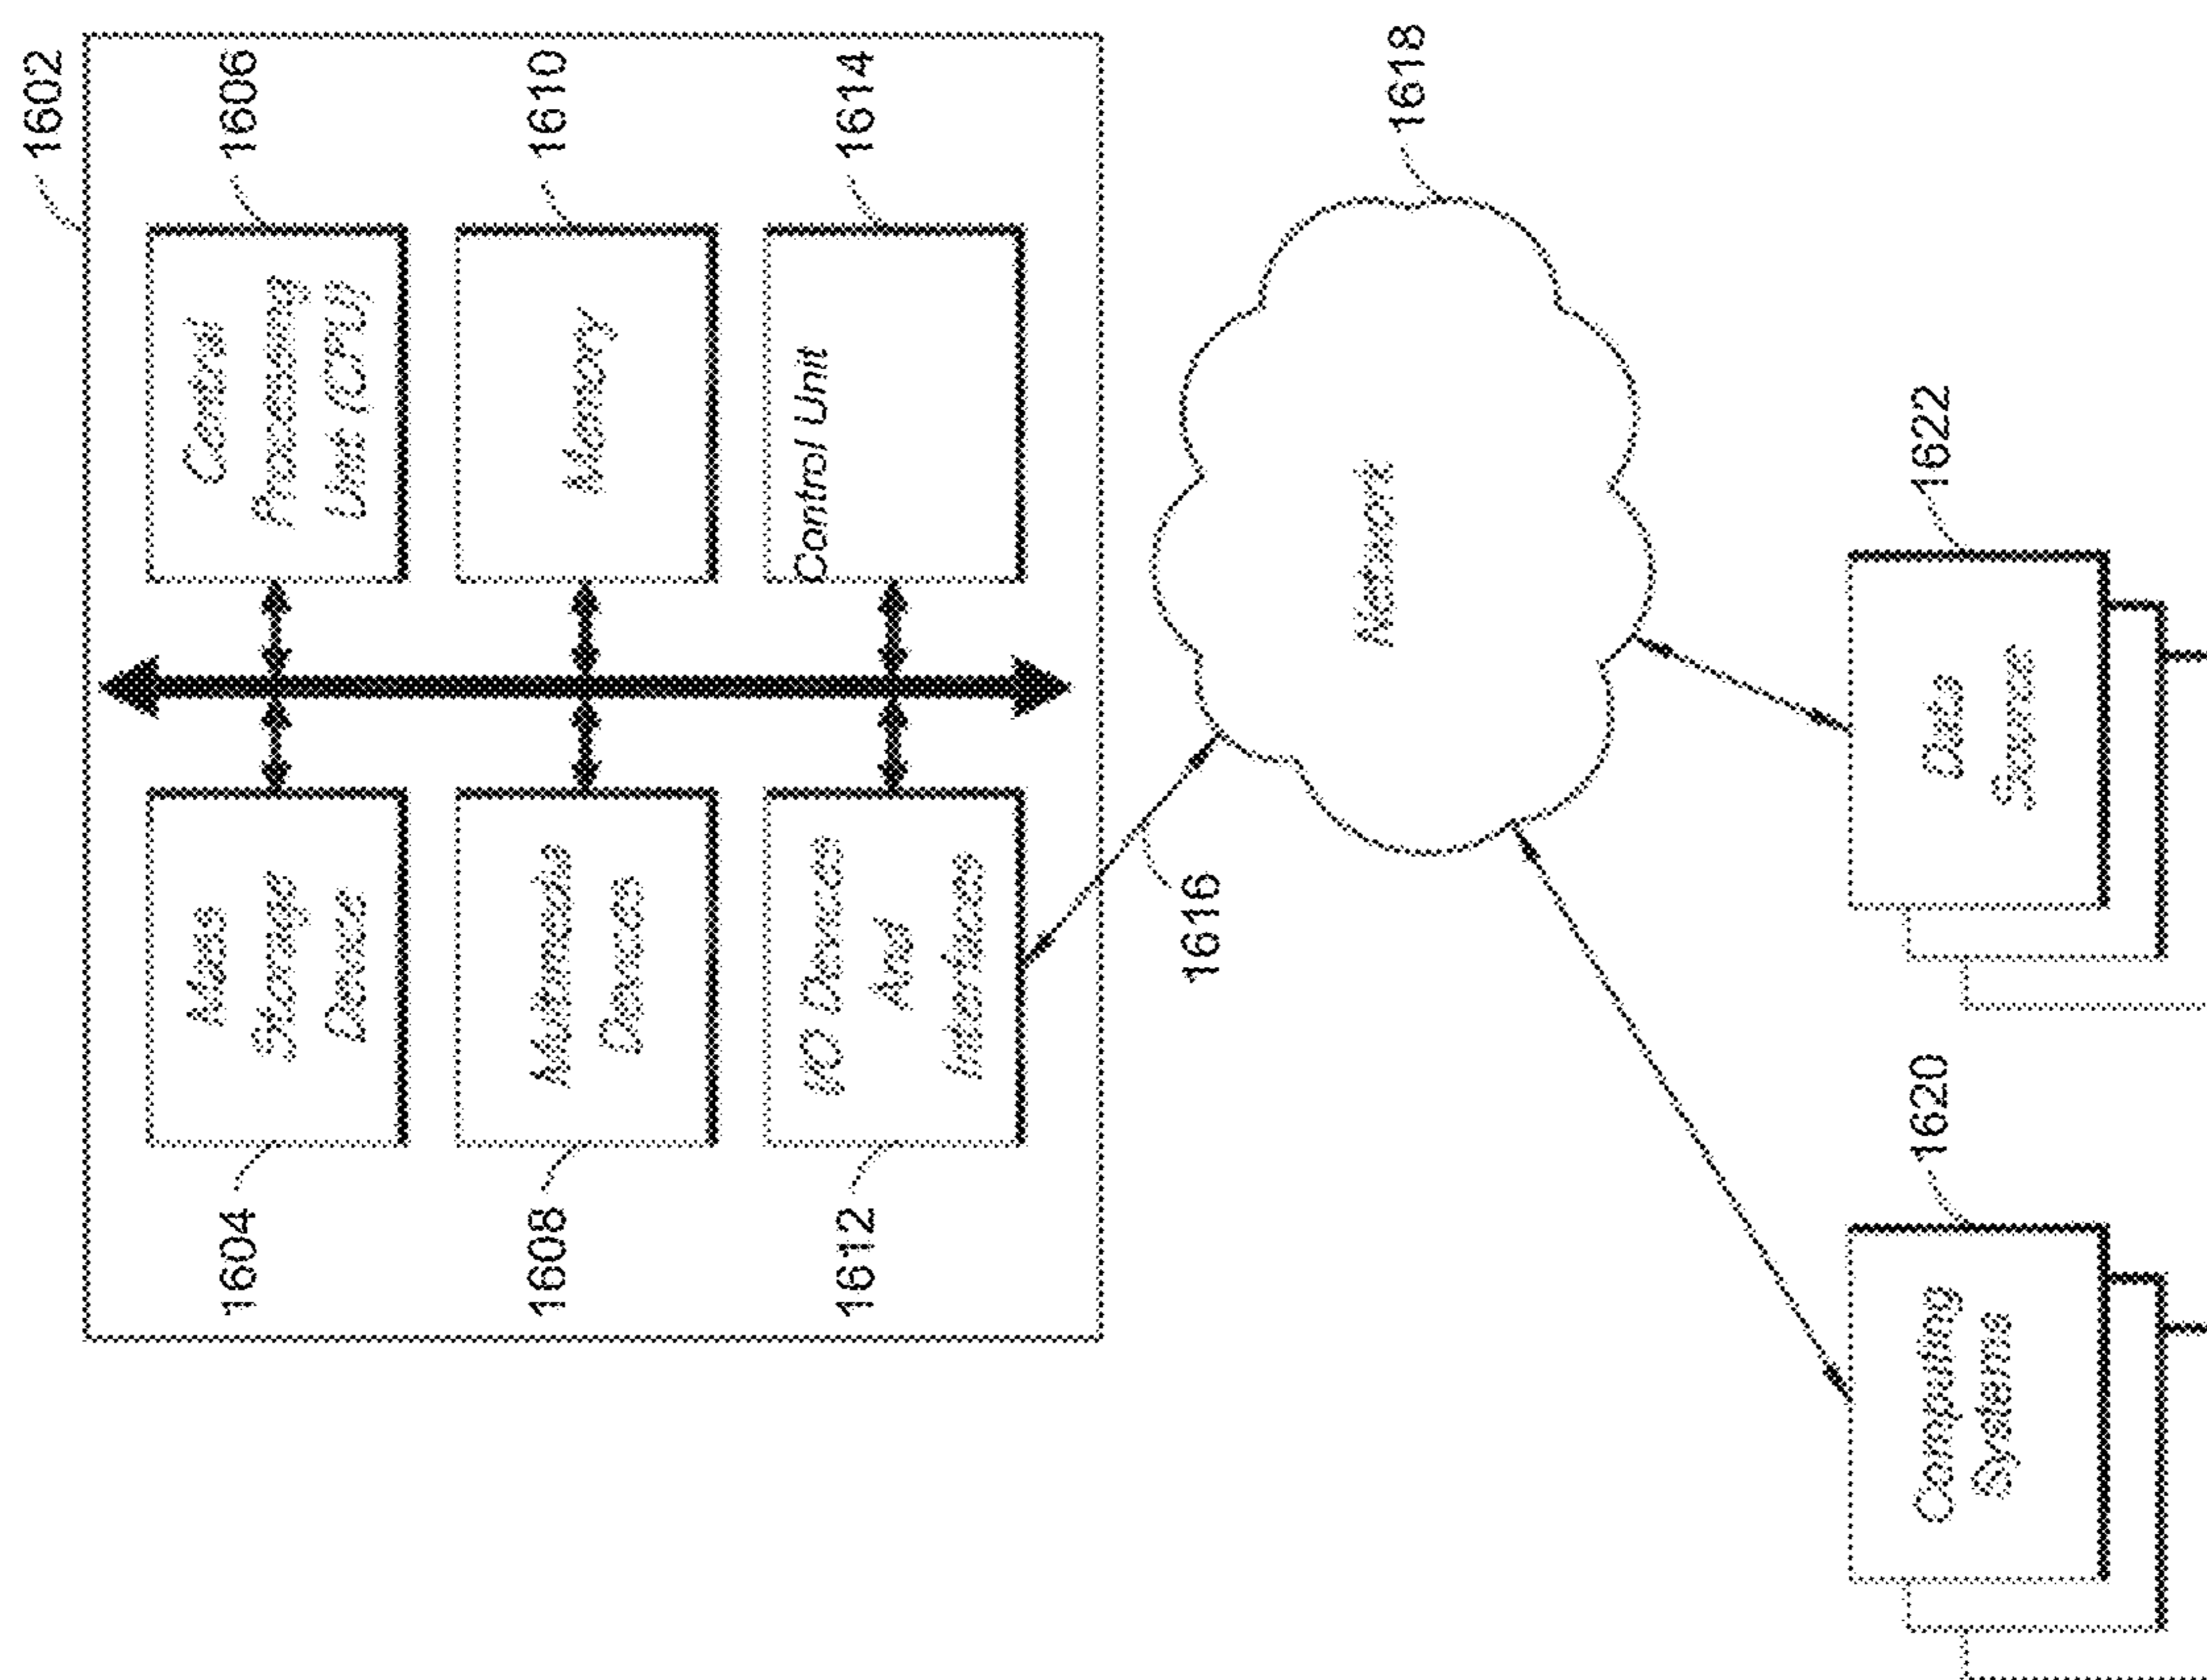 1602
1604
Mass
Storage
Device
Central
Processing
Unit (CPU)
1606
1608
Multimedia
Devices
Memory
1610
1612
I/O Devices
And
Interfaces
Control Unit
1614
1616
Network
1618
Computing
Systems
1620
Data
Sources
1622